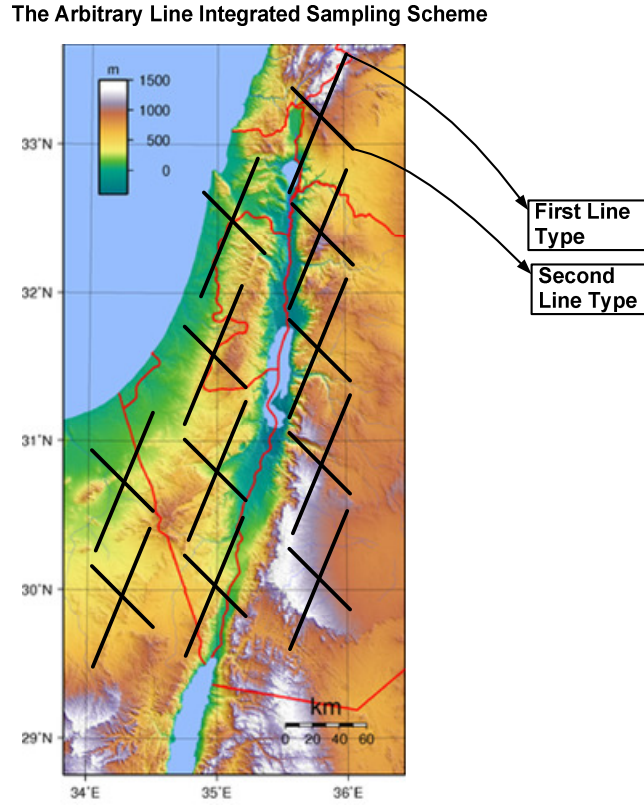 The Arbitrary Line Integrated Sampling Scheme
m
1500
1000
500
0
33°N
32°N
31°N
30°N
29°N
34°E
35°E
36°E
km
0 20 40 60
First Line
Type
Second
Line Type